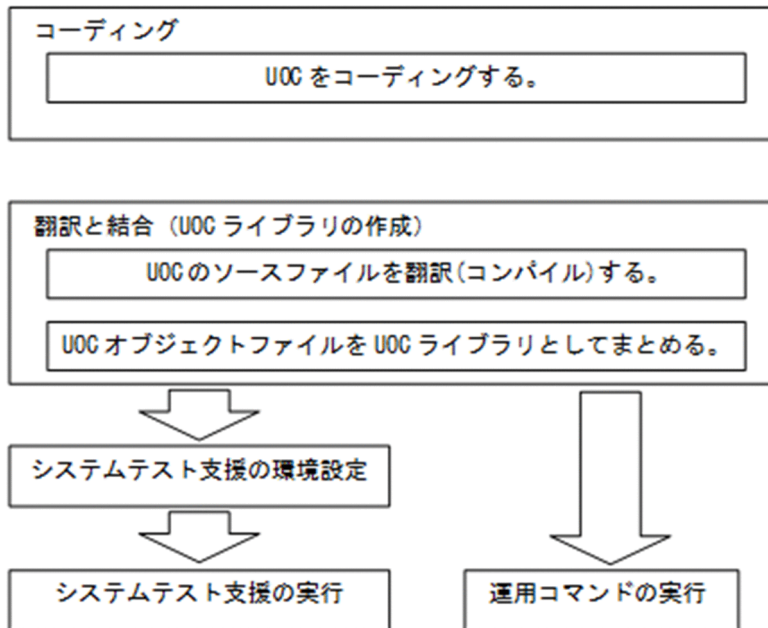 コーディング
UOCをコーディングする。
翻訳と結合（UOCライブラリの作成）
UOCのソースファイルを翻訳(コンパイル)する。
UOCオブジェクトファイルをUOCライブラリとしてまとめる。
システムテスト支援の環境設定
システムテスト支援の実行
運用コマンドの実行